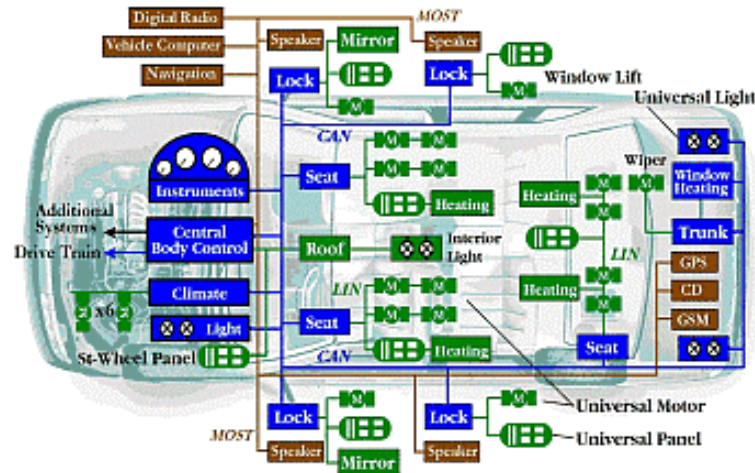 Digital Radio
MOST
Vehicle Computer
Speaker
Mirror
Speaker
Navigation
Lock
Lock
Window Lift
Universal Light
CAN
M
M
M
M
Seat
M
M
Wiper
Instruments
Heating
Heating
M
M
M
Window
Heating
Additional
Systems
Central
Body Control
Roof
Interior
Light
Trunk
Drive Train
LIN
GPS
Climate
LIN
M
M
Heating
M
M
CD
x6
Light
Seat
M
M
GSM
St-Wheel Panel
CAN
Heating
Seat
Lock
M
Lock
M
Universal Motor
MOST
Speaker
Speaker
Universal Panel
Mirror